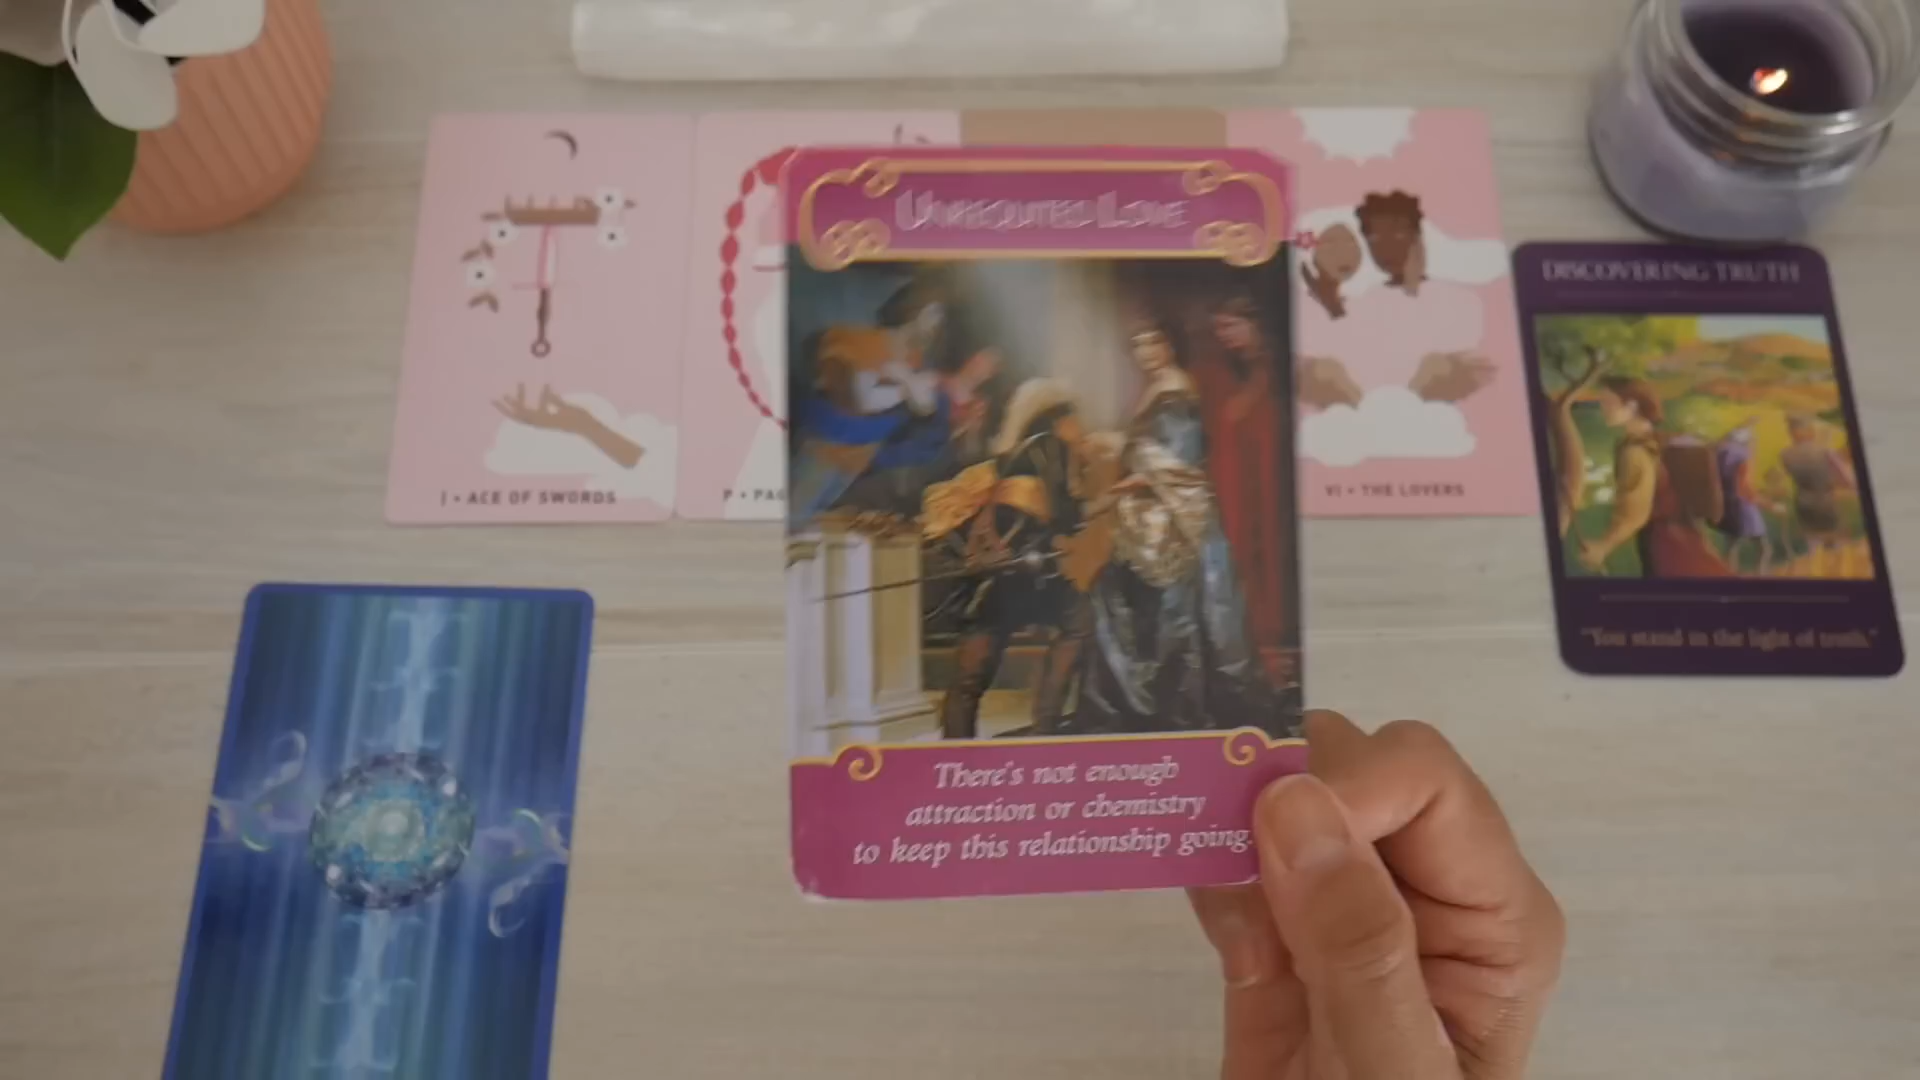 UNREQUITED LOVE
There's not enough
attraction or chemistry
to keep this relationship going.
I • ACE OF SWORDS
P • PAG
VI • THE LOVERS
DISCOVERING TRUTH
"You stand in the light of truth."